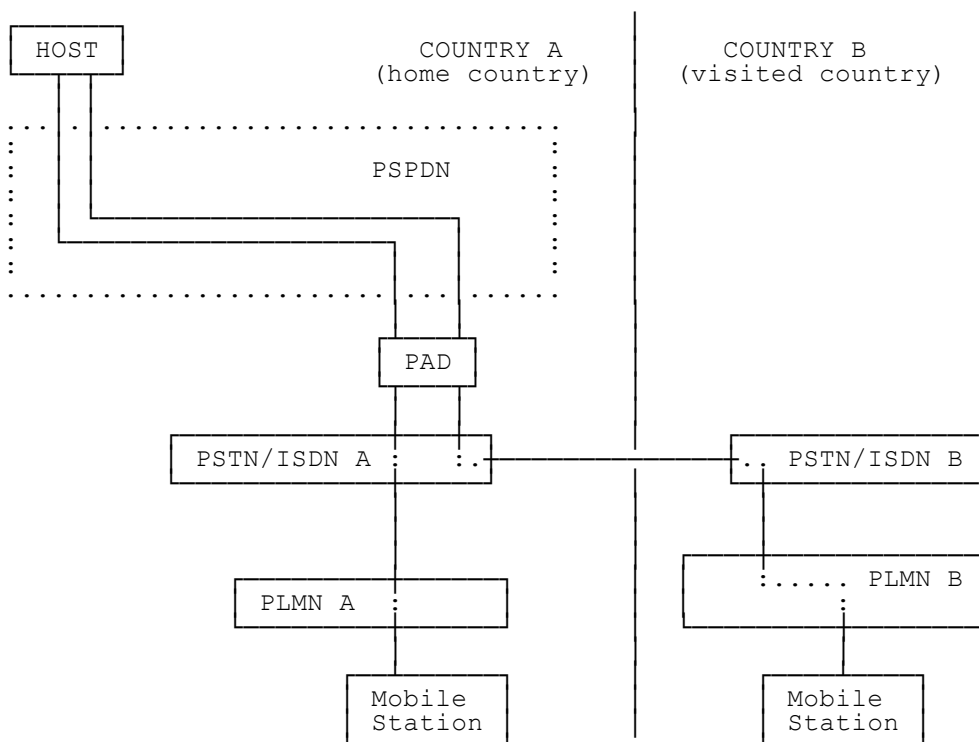 HOST
COUNTRY A
(home country)
COUNTRY B
(visited country)
PSPDN
PAD
PSTN/ISDN A
PSTN/ISDN B
PLMN A
PLMN B
Mobile
Station
Mobile
Station